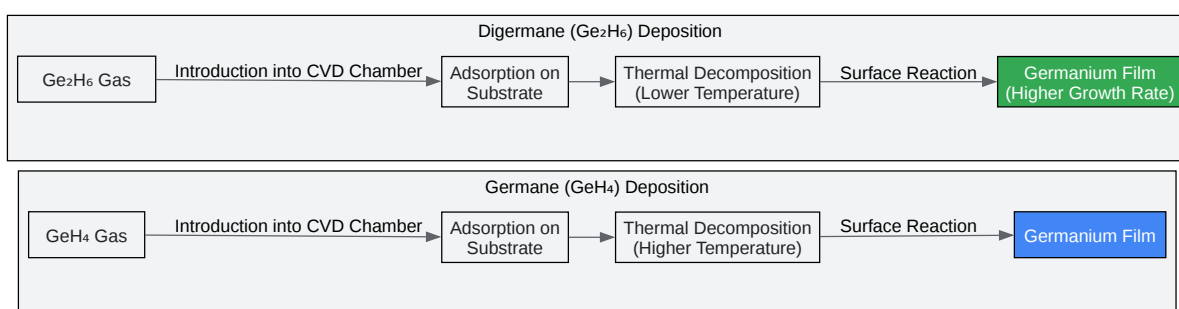 Digermane (Ge₂H₆) Deposition
Ge₂H₆ Gas
Introduction into CVD Chamber
Adsorption on
Substrate
Thermal Decomposition
(Lower Temperature)
Surface Reaction
Germanium Film
(Higher Growth Rate)
Germane (GeH₄) Deposition
GeH₄ Gas
Introduction into CVD Chamber
Adsorption on
Substrate
Thermal Decomposition
(Higher Temperature)
Surface Reaction
Germanium Film